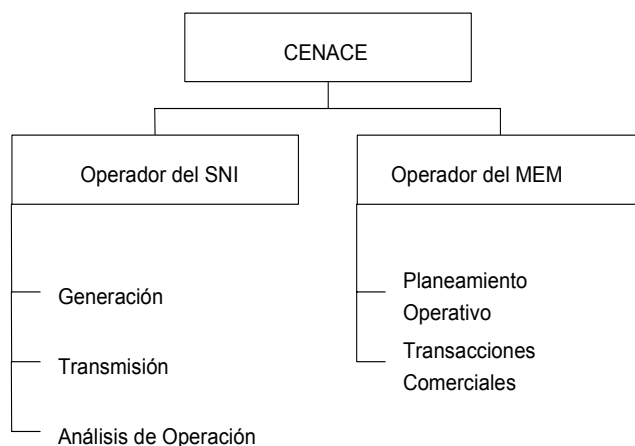 CENACE
Operador del SNI
Operador del MEM
Generación
Transmisión
Análisis de Operación
Planeamiento
Operativo
Transacciones
Comerciales